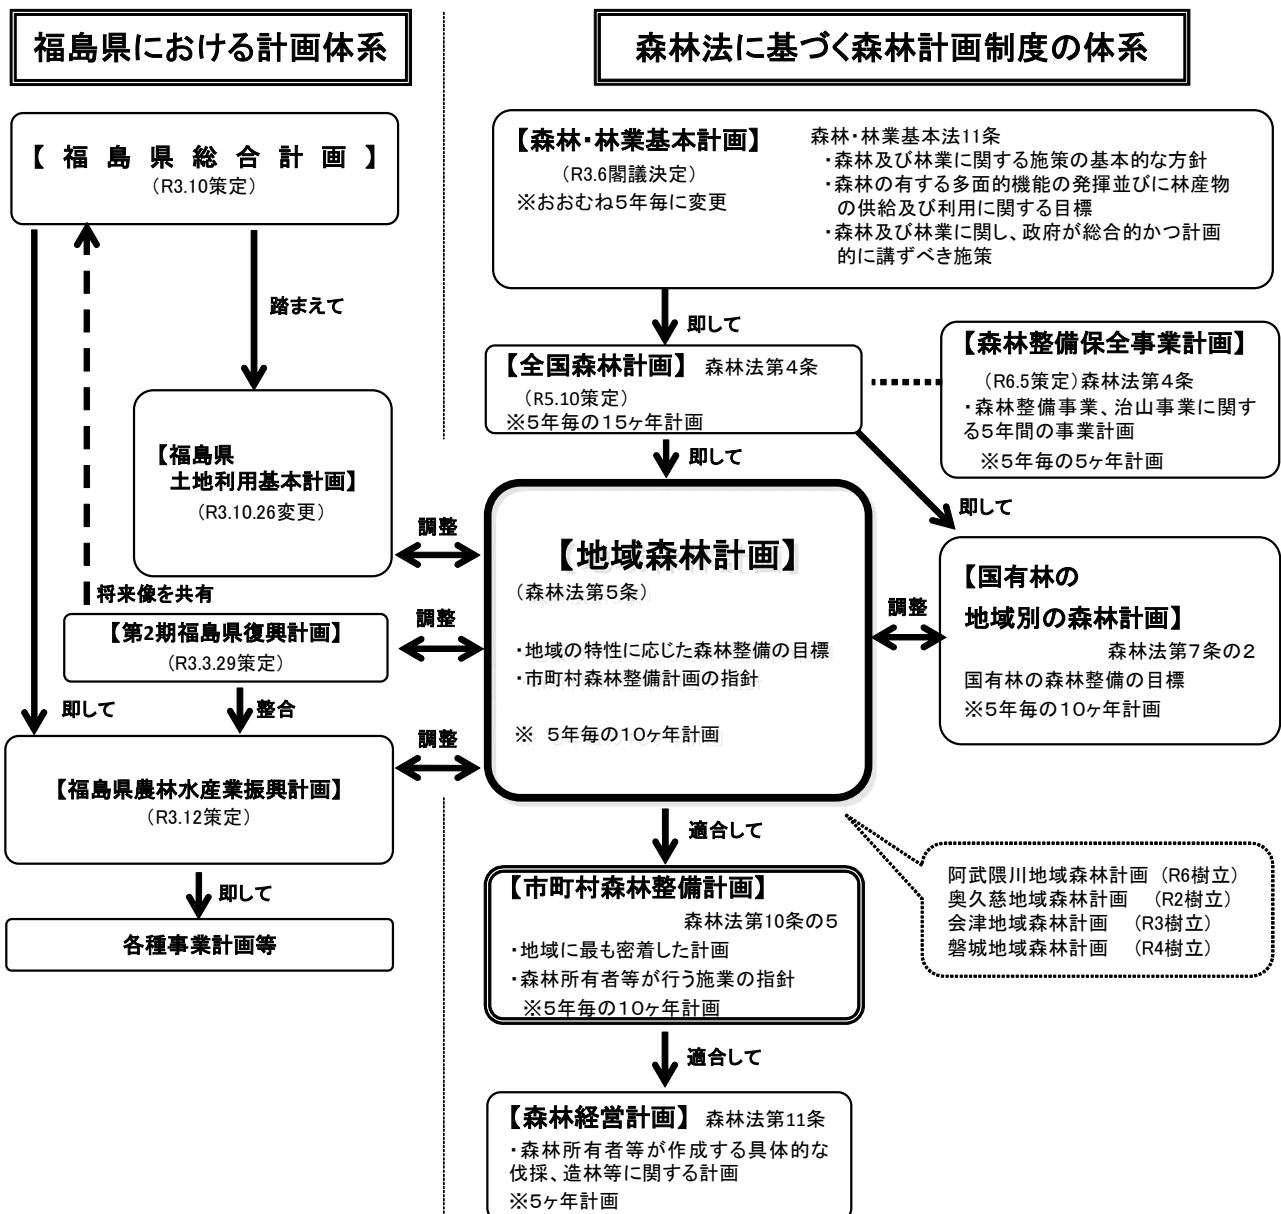 福島県における計画体系
【 福 島 県 総 合 計 画 】
(R3.10策定)
踏まえて
【福島県
土地利用基本計画】
(R3.10.26変更)
調整
将来像を共有
【第2期福島県復興計画】
(R3.3.29策定)
調整
即して
整合
【福島県農林水産業振興計画】
(R3.12策定)
調整
即して
各種事業計画等
森林法に基づく森林計画制度の体系
【森林・林業基本計画】
(R3.6閣議決定)
※おおむね5年毎に変更
森林・林業基本法11条
・森林及び林業に関する施策の基本的な方針
・森林の有する多面的機能の発揮並びに林産物
の供給及び利用に関する目標
・森林及び林業に関し、政府が総合的かつ計画
的に講ずべき施策
即して
【全国森林計画】 森林法第4条
(R5.10策定)
※5年毎の15ヶ年計画
【森林整備保全事業計画】
(R6.5策定)森林法第4条
・森林整備事業、治山事業に関す
る5年間の事業計画
※5年毎の5ヶ年計画
即して
即して
【地域森林計画】
(森林法第5条)
・地域の特性に応じた森林整備の目標
・市町村森林整備計画の指針
※ 5年毎の10ヶ年計画
調整
【国有林の
地域別の森林計画】
森林法第7条の2
国有林の森林整備の目標
※5年毎の10ヶ年計画
適合して
【市町村森林整備計画】
森林法第10条の5
・地域に最も密着した計画
・森林所有者等が行う施業の指針
※5年毎の10ヶ年計画
阿武隈川地域森林計画 (R6樹立)
奥久慈地域森林計画 (R2樹立)
会津地域森林計画 (R3樹立)
磐城地域森林計画 (R4樹立)
適合して
【森林経営計画】 森林法第11条
・森林所有者等が作成する具体的な
伐採、造林等に関する計画
※5ヶ年計画